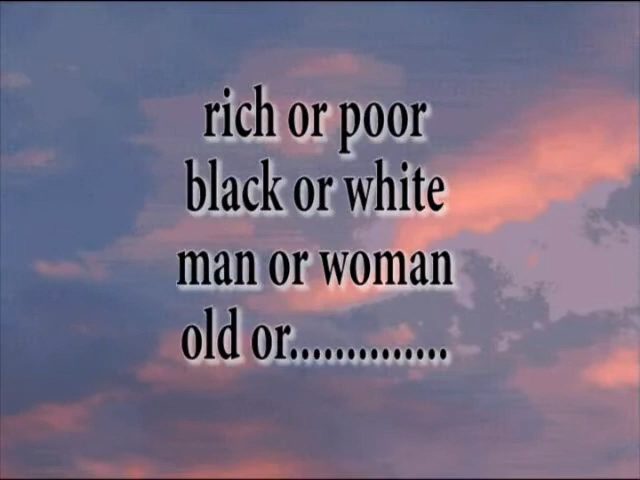 rich or poor
black or white
man or woman
old or..............